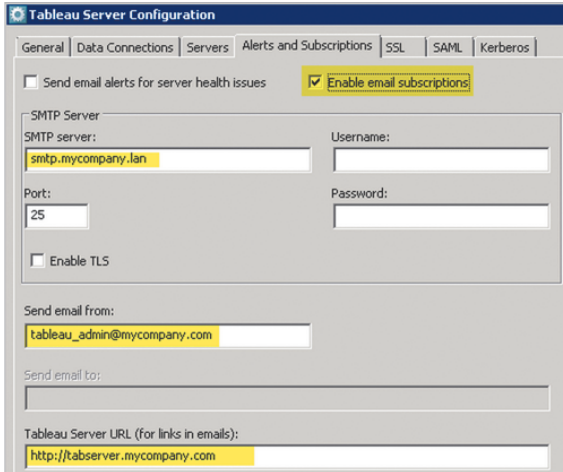 Tableau Server Configuration
General Data Connections Servers Alerts and Subscriptions SSL SAML Kerberos
Send email alerts for server health issues Enable email subscriptions
SMTP Server
SMTP server: Username:
smtp.mycompany.lan
Port: Password:
25
Enable TLS
Send email from:
tableau_admin@mycompany.com
Send email to:
Tableau Server URL (for links in emails):
http://tabserver.mycompany.com